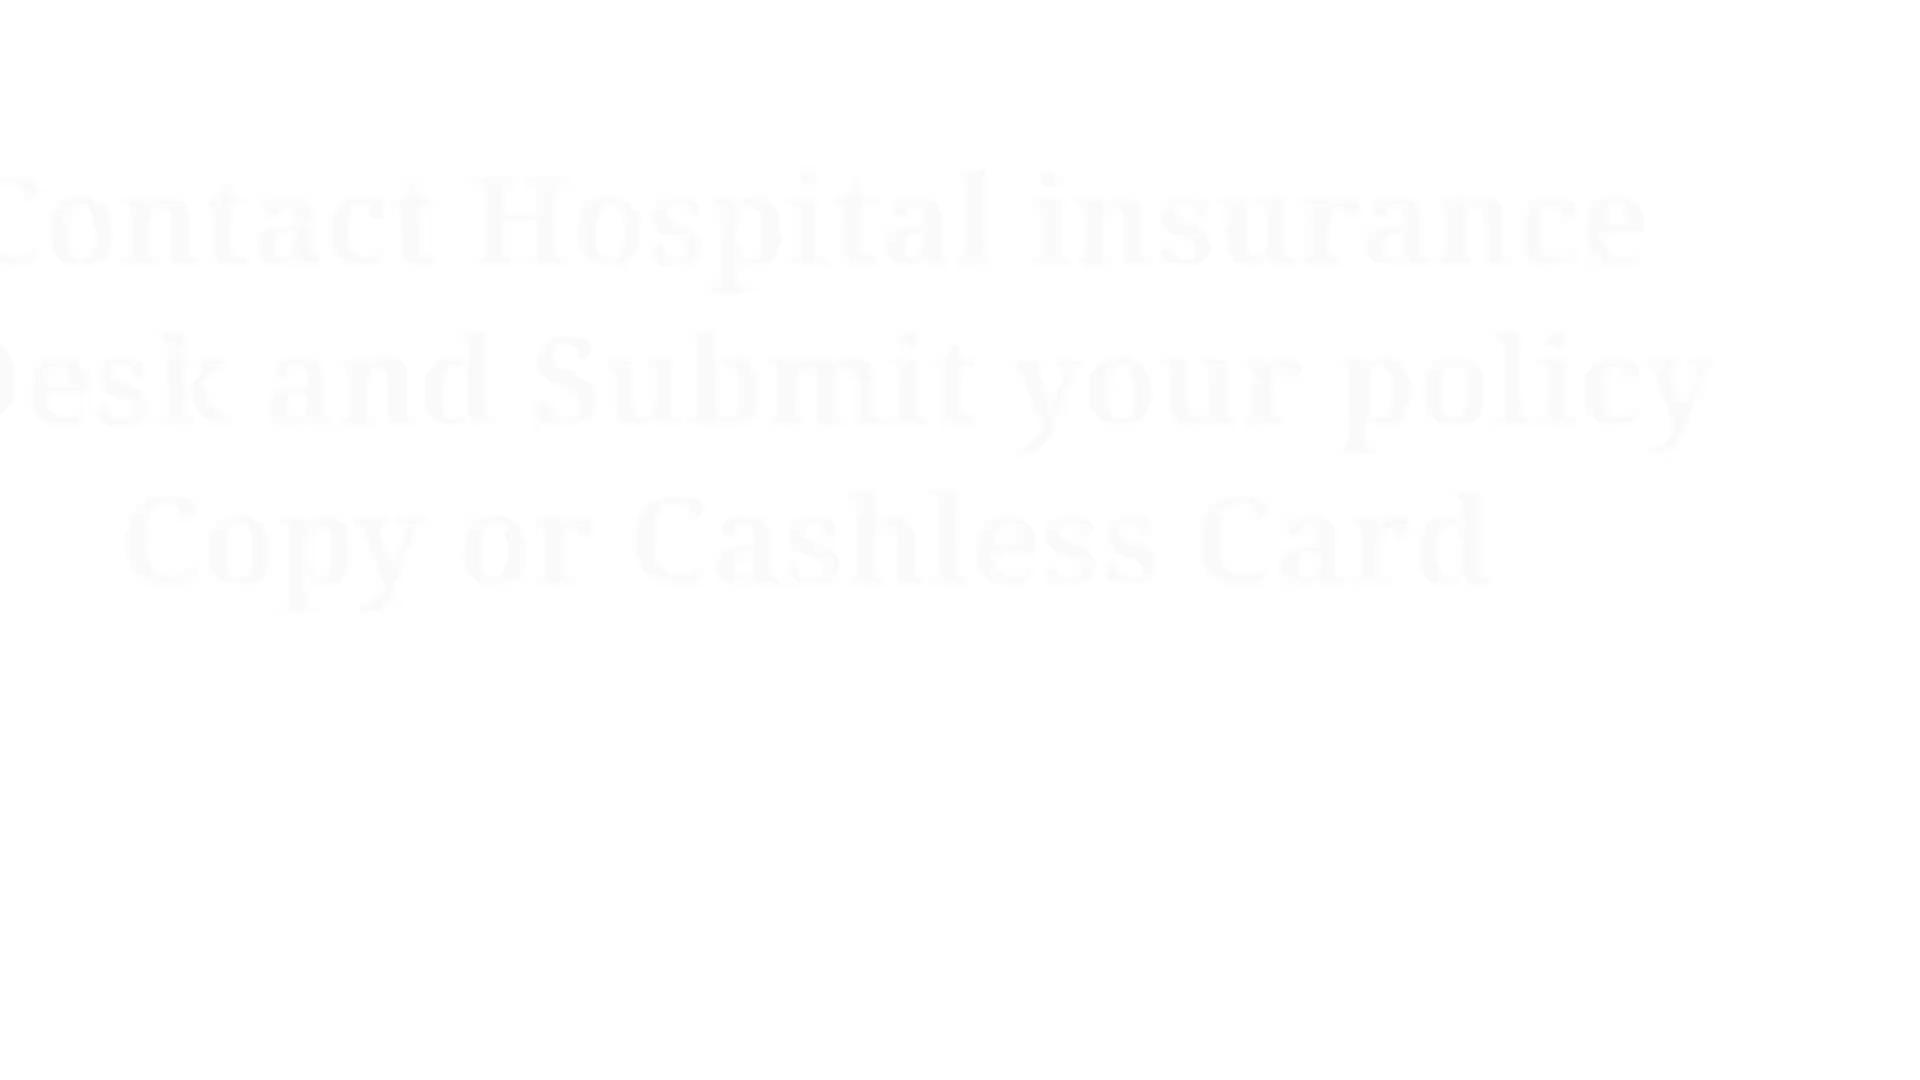 Contact Hospital insurance
Desk and Submit your policy
Copy or Cashless Card